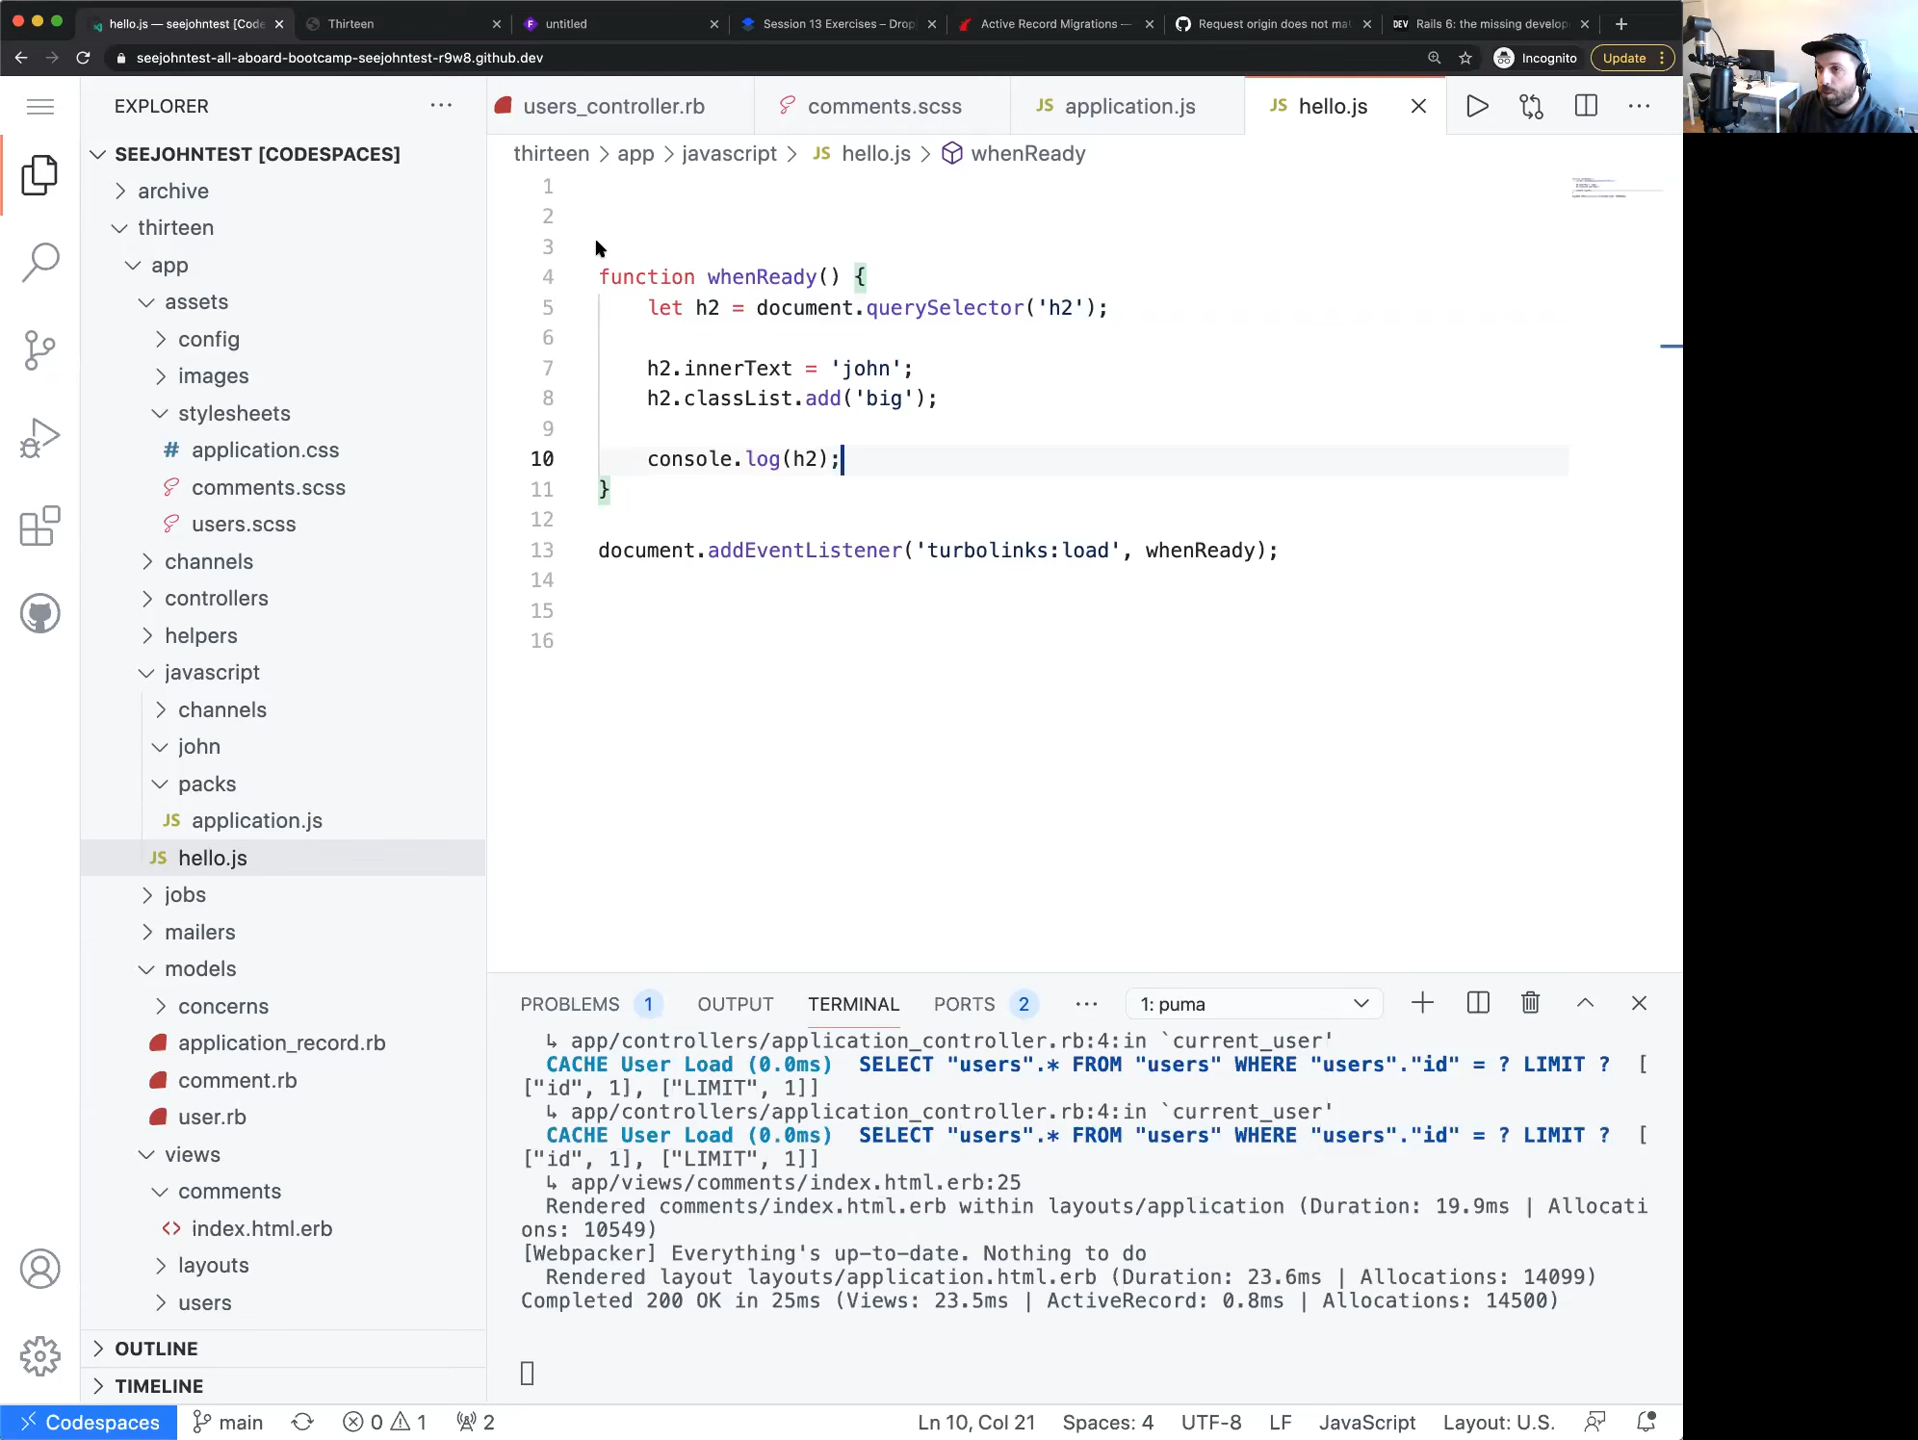 hello.js — seejohntest [Code
Thirteen
untitled
Session 13 Exercises – Drop
Active Record Migrations —
Request origin does not ma
DEV
Rails 6: the missing develop
seejohntest-all-aboard-bootcamp-seejohntest-r9w8.github.dev
Incognito
Update
EXPLORER
users_controller.rb
comments.scss
JS application.js
JS hello.js
SEEJOHNTEST [CODESPACES]
thirteen > app > javascript > JS hello.js > whenReady
archive
thirteen
app
assets
config
images
stylesheets
# application.css
comments.scss
users.scss
channels
controllers
helpers
javascript
channels
john
packs
JS application.js
JS hello.js
jobs
mailers
models
concerns
application_record.rb
comment.rb
user.rb
views
comments
<> index.html.erb
layouts
users
OUTLINE
TIMELINE
1
2
3
4 function whenReady() {
5 let h2 = document.querySelector('h2');
6
7 h2.innerText = 'john';
8 h2.classList.add('big');
9
10 console.log(h2);
11 }
12
13 document.addEventListener('turbolinks:load', whenReady);
14
15
16
PROBLEMS 1 OUTPUT TERMINAL PORTS 2 ··· 1: puma
↳ app/controllers/application_controller.rb:4:in `current_user'
CACHE User Load (0.0ms) SELECT "users".* FROM "users" WHERE "users"."id" = ? LIMIT ? [
["id", 1], ["LIMIT", 1]]
↳ app/controllers/application_controller.rb:4:in `current_user'
CACHE User Load (0.0ms) SELECT "users".* FROM "users" WHERE "users"."id" = ? LIMIT ? [
["id", 1], ["LIMIT", 1]]
↳ app/views/comments/index.html.erb:25
Rendered comments/index.html.erb within layouts/application (Duration: 19.9ms | Allocati
ons: 10549)
[Webpacker] Everything's up-to-date. Nothing to do
Rendered layout layouts/application.html.erb (Duration: 23.6ms | Allocations: 14099)
Completed 200 OK in 25ms (Views: 23.5ms | ActiveRecord: 0.8ms | Allocations: 14500)
Codespaces
main
0
1
2
Ln 10, Col 21
Spaces: 4
UTF-8
LF
JavaScript
Layout: U.S.